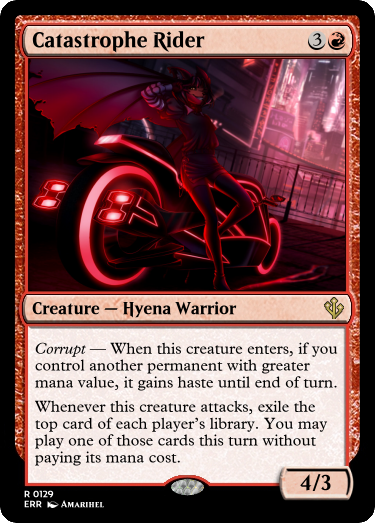 Catastrophe Rider
3
Creature — Hyena Warrior
Corrupt — When this creature enters, if you
control another permanent with greater
mana value, it gains haste until end of turn.
Whenever this creature attacks, exile the
top card of each player's library. You may
play one of those cards this turn without
paying its mana cost.
4/3
R 0129
ERR Amarihel